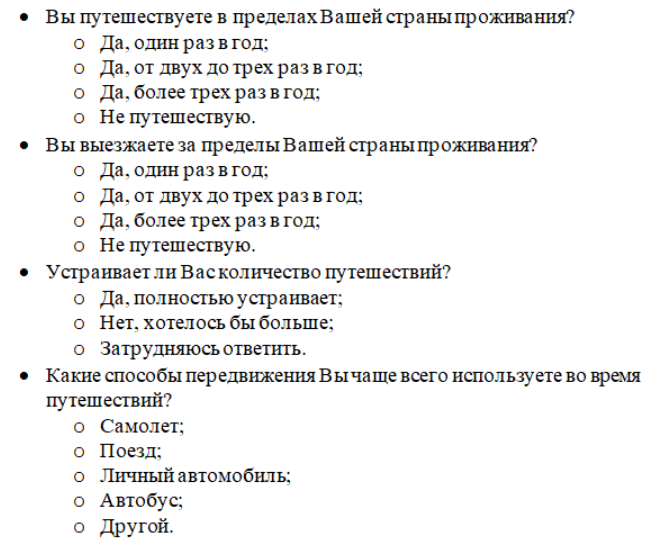 • Вы путешествуете в пределах Вашей страны проживания?
o Да, один раз в год;
o Да, от двух до трех раз в год;
o Да, более трех раз в год;
o Не путешествую.
• Вы выезжаете за пределы Вашей страны проживания?
o Да, один раз в год;
o Да, от двух до трех раз в год;
o Да, более трех раз в год;
o Не путешествую.
• Устраивает ли Вас количество путешествий?
o Да, полностью устраивает;
o Нет, хотелось бы больше;
o Затрудняюсь ответить.
• Какие способы передвижения Вы чаще всего используете во время
путешествий?
o Самолет;
o Поезд;
o Личный автомобиль;
o Автобус;
o Другой.